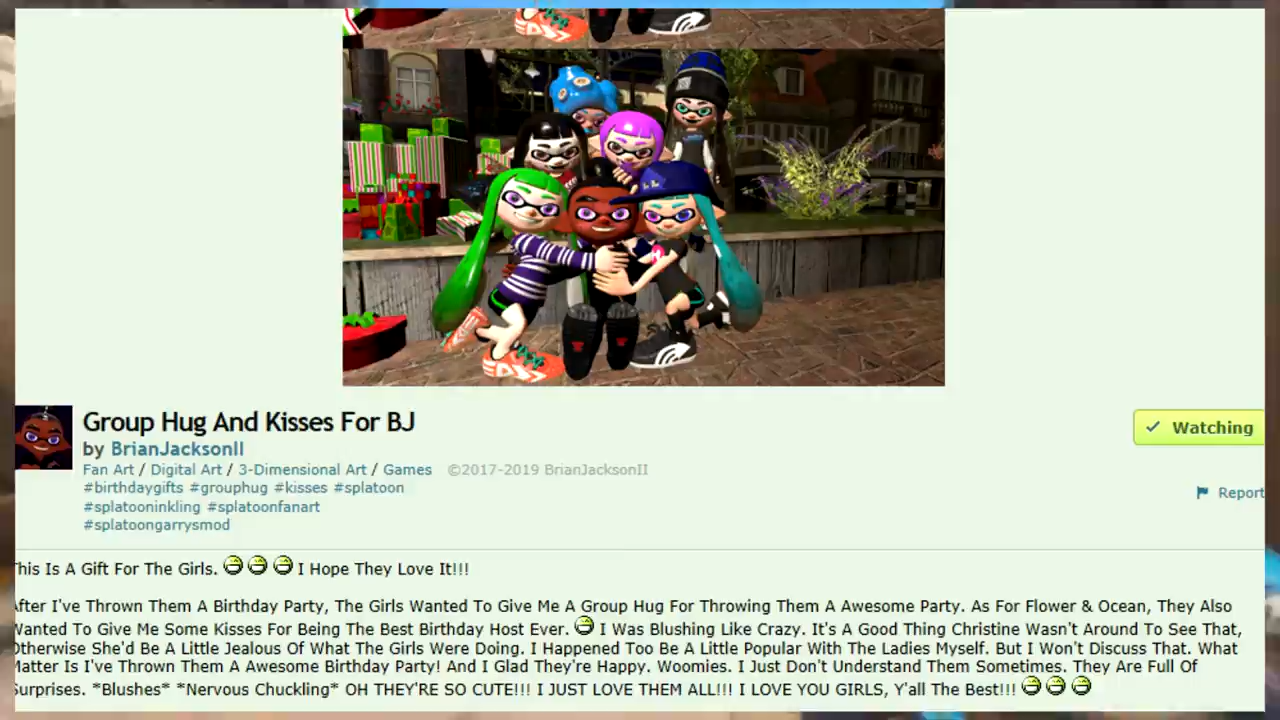 Group Hug And Kisses For BJ
by BrianJacksonII
Fan Art / Digital Art / 3-Dimensional Art / Games ©2017-2019 BrianJacksonII
#birthdaygifts #grouphug #kisses #splatoon
#splatooninkling #splatoonfanart
#splatoongarrysmod
Watching
Report
This Is A Gift For The Girls. I Hope They Love It!!!
After I've Thrown Them A Birthday Party, The Girls Wanted To Give Me A Group Hug For Throwing Them A Awesome Party. As For Flower & Ocean, They Also
Wanted To Give Me Some Kisses For Being The Best Birthday Host Ever. I Was Blushing Like Crazy. It's A Good Thing Christine Wasn't Around To See That,
Otherwise She'd Be A Little Jealous Of What The Girls Were Doing. I Happened Too Be A Little Popular With The Ladies Myself. But I Won't Discuss That. What
Matter Is I've Thrown Them A Awesome Birthday Party! And I Glad They're Happy. Woomies. I Just Don't Understand Them Sometimes. They Are Full Of
Surprises. *Blushes* *Nervous Chuckling* OH THEY'RE SO CUTE!!! I JUST LOVE THEM ALL!!! I LOVE YOU GIRLS, Y'all The Best!!!